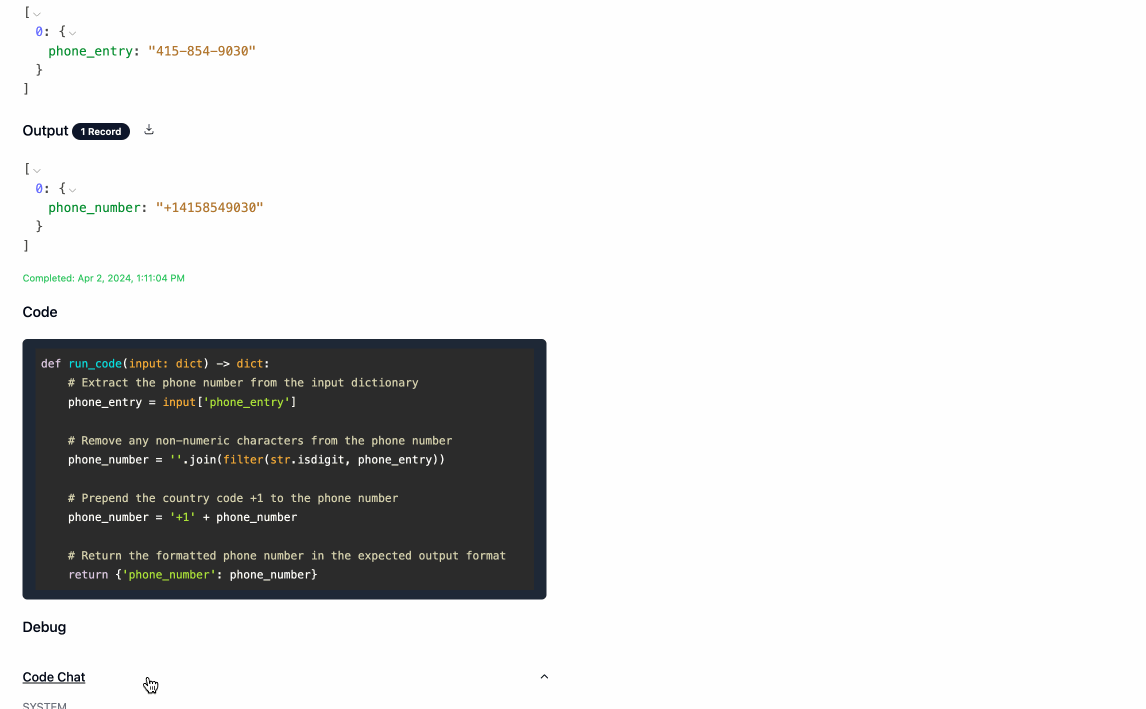 [
0: {
phone_entry: "415-854-9030"
}
]
Output 1 Record
[
0: {
phone_number: "+14158549030"
}
]
Completed: Apr 2, 2024, 1:11:04 PM
Code
def run_code(input: dict) -> dict:
    # Extract the phone number from the input dictionary
    phone_entry = input['phone_entry']
    # Remove any non-numeric characters from the phone number
    phone_number = ''.join(filter(str.isdigit, phone_entry))
    # Prepend the country code +1 to the phone number
    phone_number = '+1' + phone_number
    # Return the formatted phone number in the expected output format
    return {'phone_number': phone_number}
Debug
Code Chat
SYSTEM